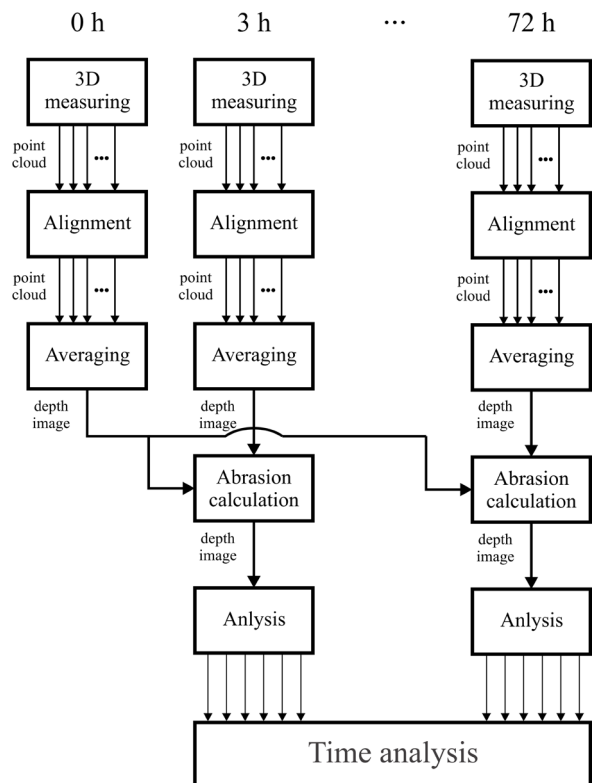 0 h 3 h ... 72 h
3D
measuring
3D
measuring
3D
measuring
point
cloud
...
point
cloud
...
point
cloud
...
Alignment
Alignment
Alignment
point
cloud
...
point
cloud
...
point
cloud
...
Averaging
Averaging
Averaging
depth
image
depth
image
depth
image
Abrasion
calculation
Abrasion
calculation
depth
image
depth
image
Anlysis
Anlysis
Time analysis